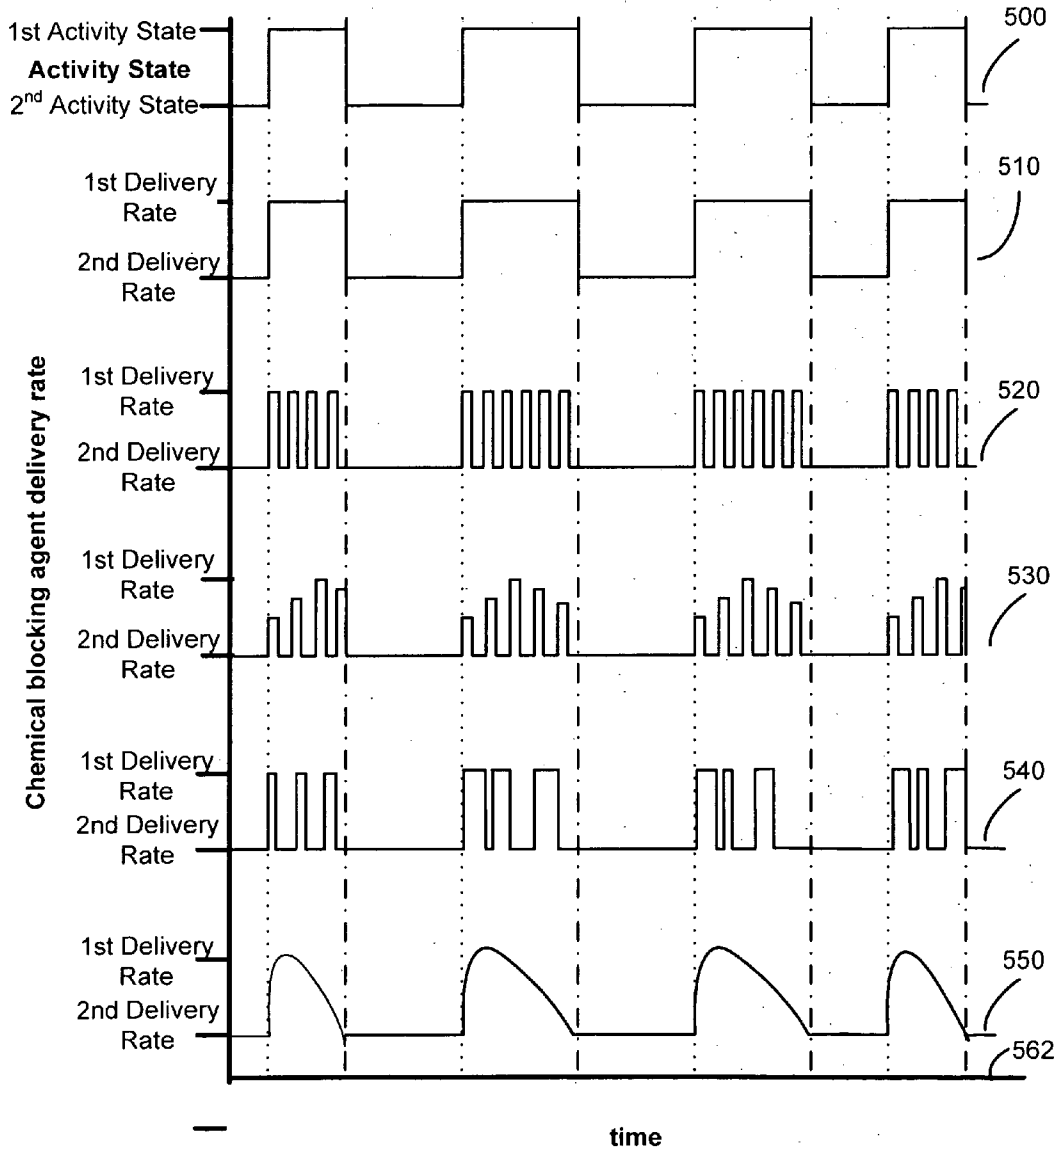 1st Activity State
Activity State
2nd Activity State
500
1st Delivery
Rate
2nd Delivery
Rate
510
1st Delivery
Rate
2nd Delivery
Rate
520
1st Delivery
Rate
2nd Delivery
Rate
530
1st Delivery
Rate
2nd Delivery
Rate
540
1st Delivery
Rate
2nd Delivery
Rate
550
562
Chemical blocking agent delivery rate
time